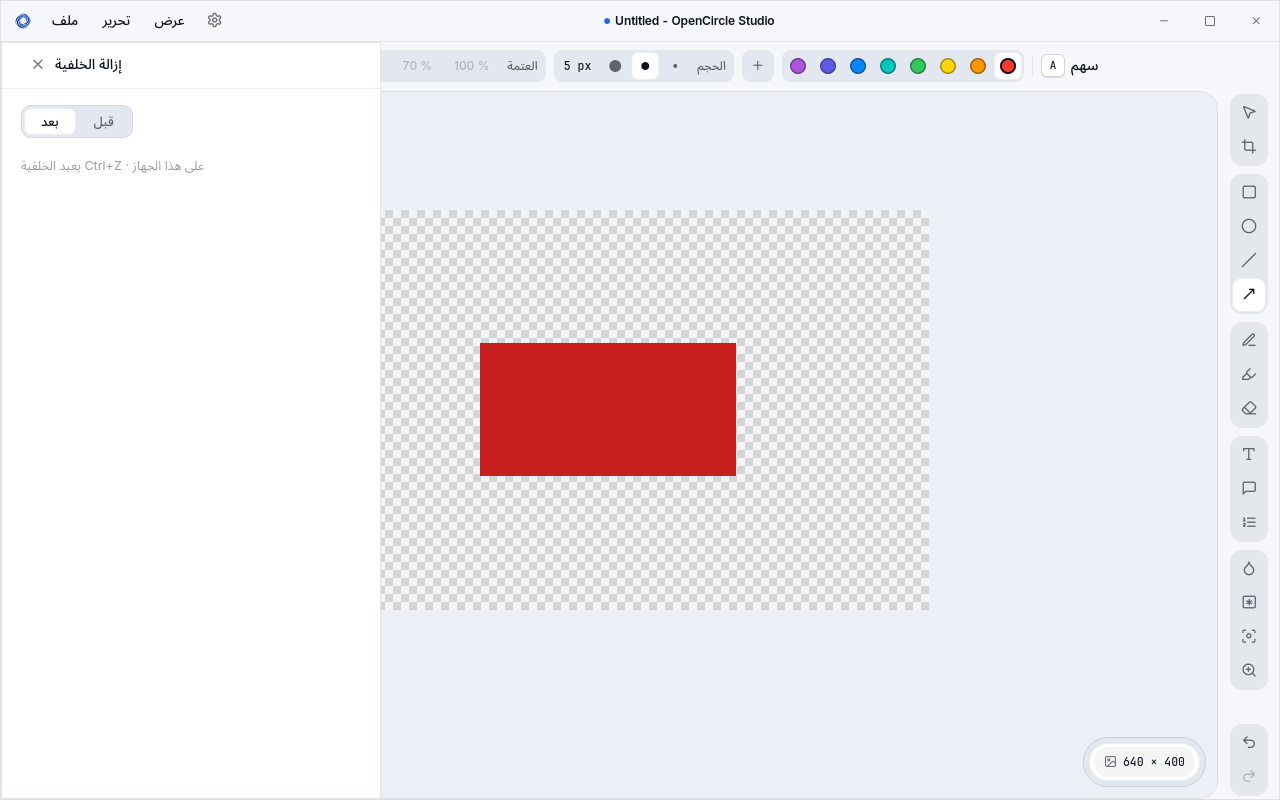 ملف
تحرير
عرض
Untitled - OpenCircle Studio
إزالة الخلفية
سهم
A
الحجم
5 px
العتمة
100 %
70 %
قبل
بعد
على هذا الجهاز · Ctrl+Z يعيد الخلفية
640 × 400